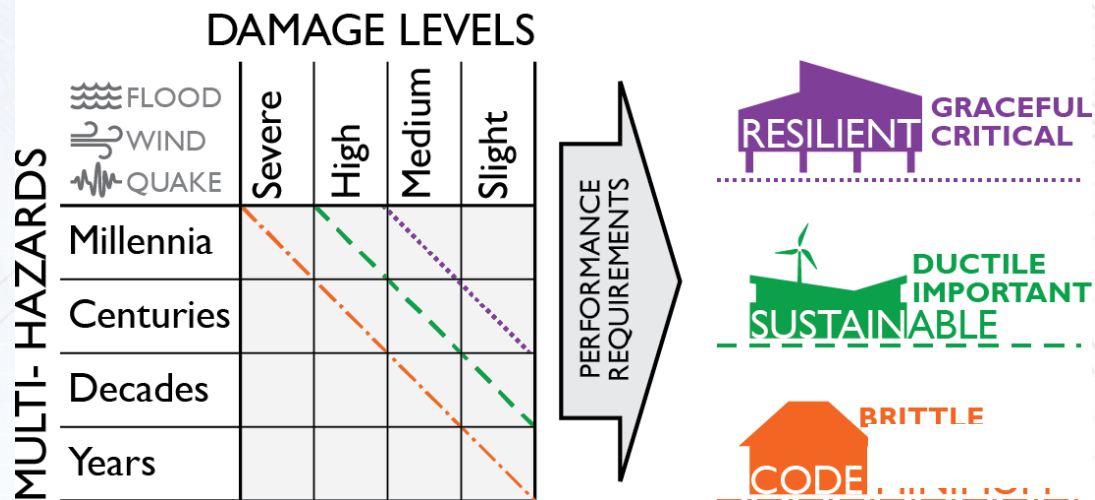 DAMAGE LEVELS
FLOOD
WIND
QUAKE
Severe
High
Medium
Slight
MULTI- HAZARDS
Millennia
Centuries
Decades
Years
PERFORMANCE
REQUIREMENTS
RESILIENT
GRACEFUL
CRITICAL
DUCTILE
IMPORTANT
SUSTAINABLE
BRITTLE
CODE